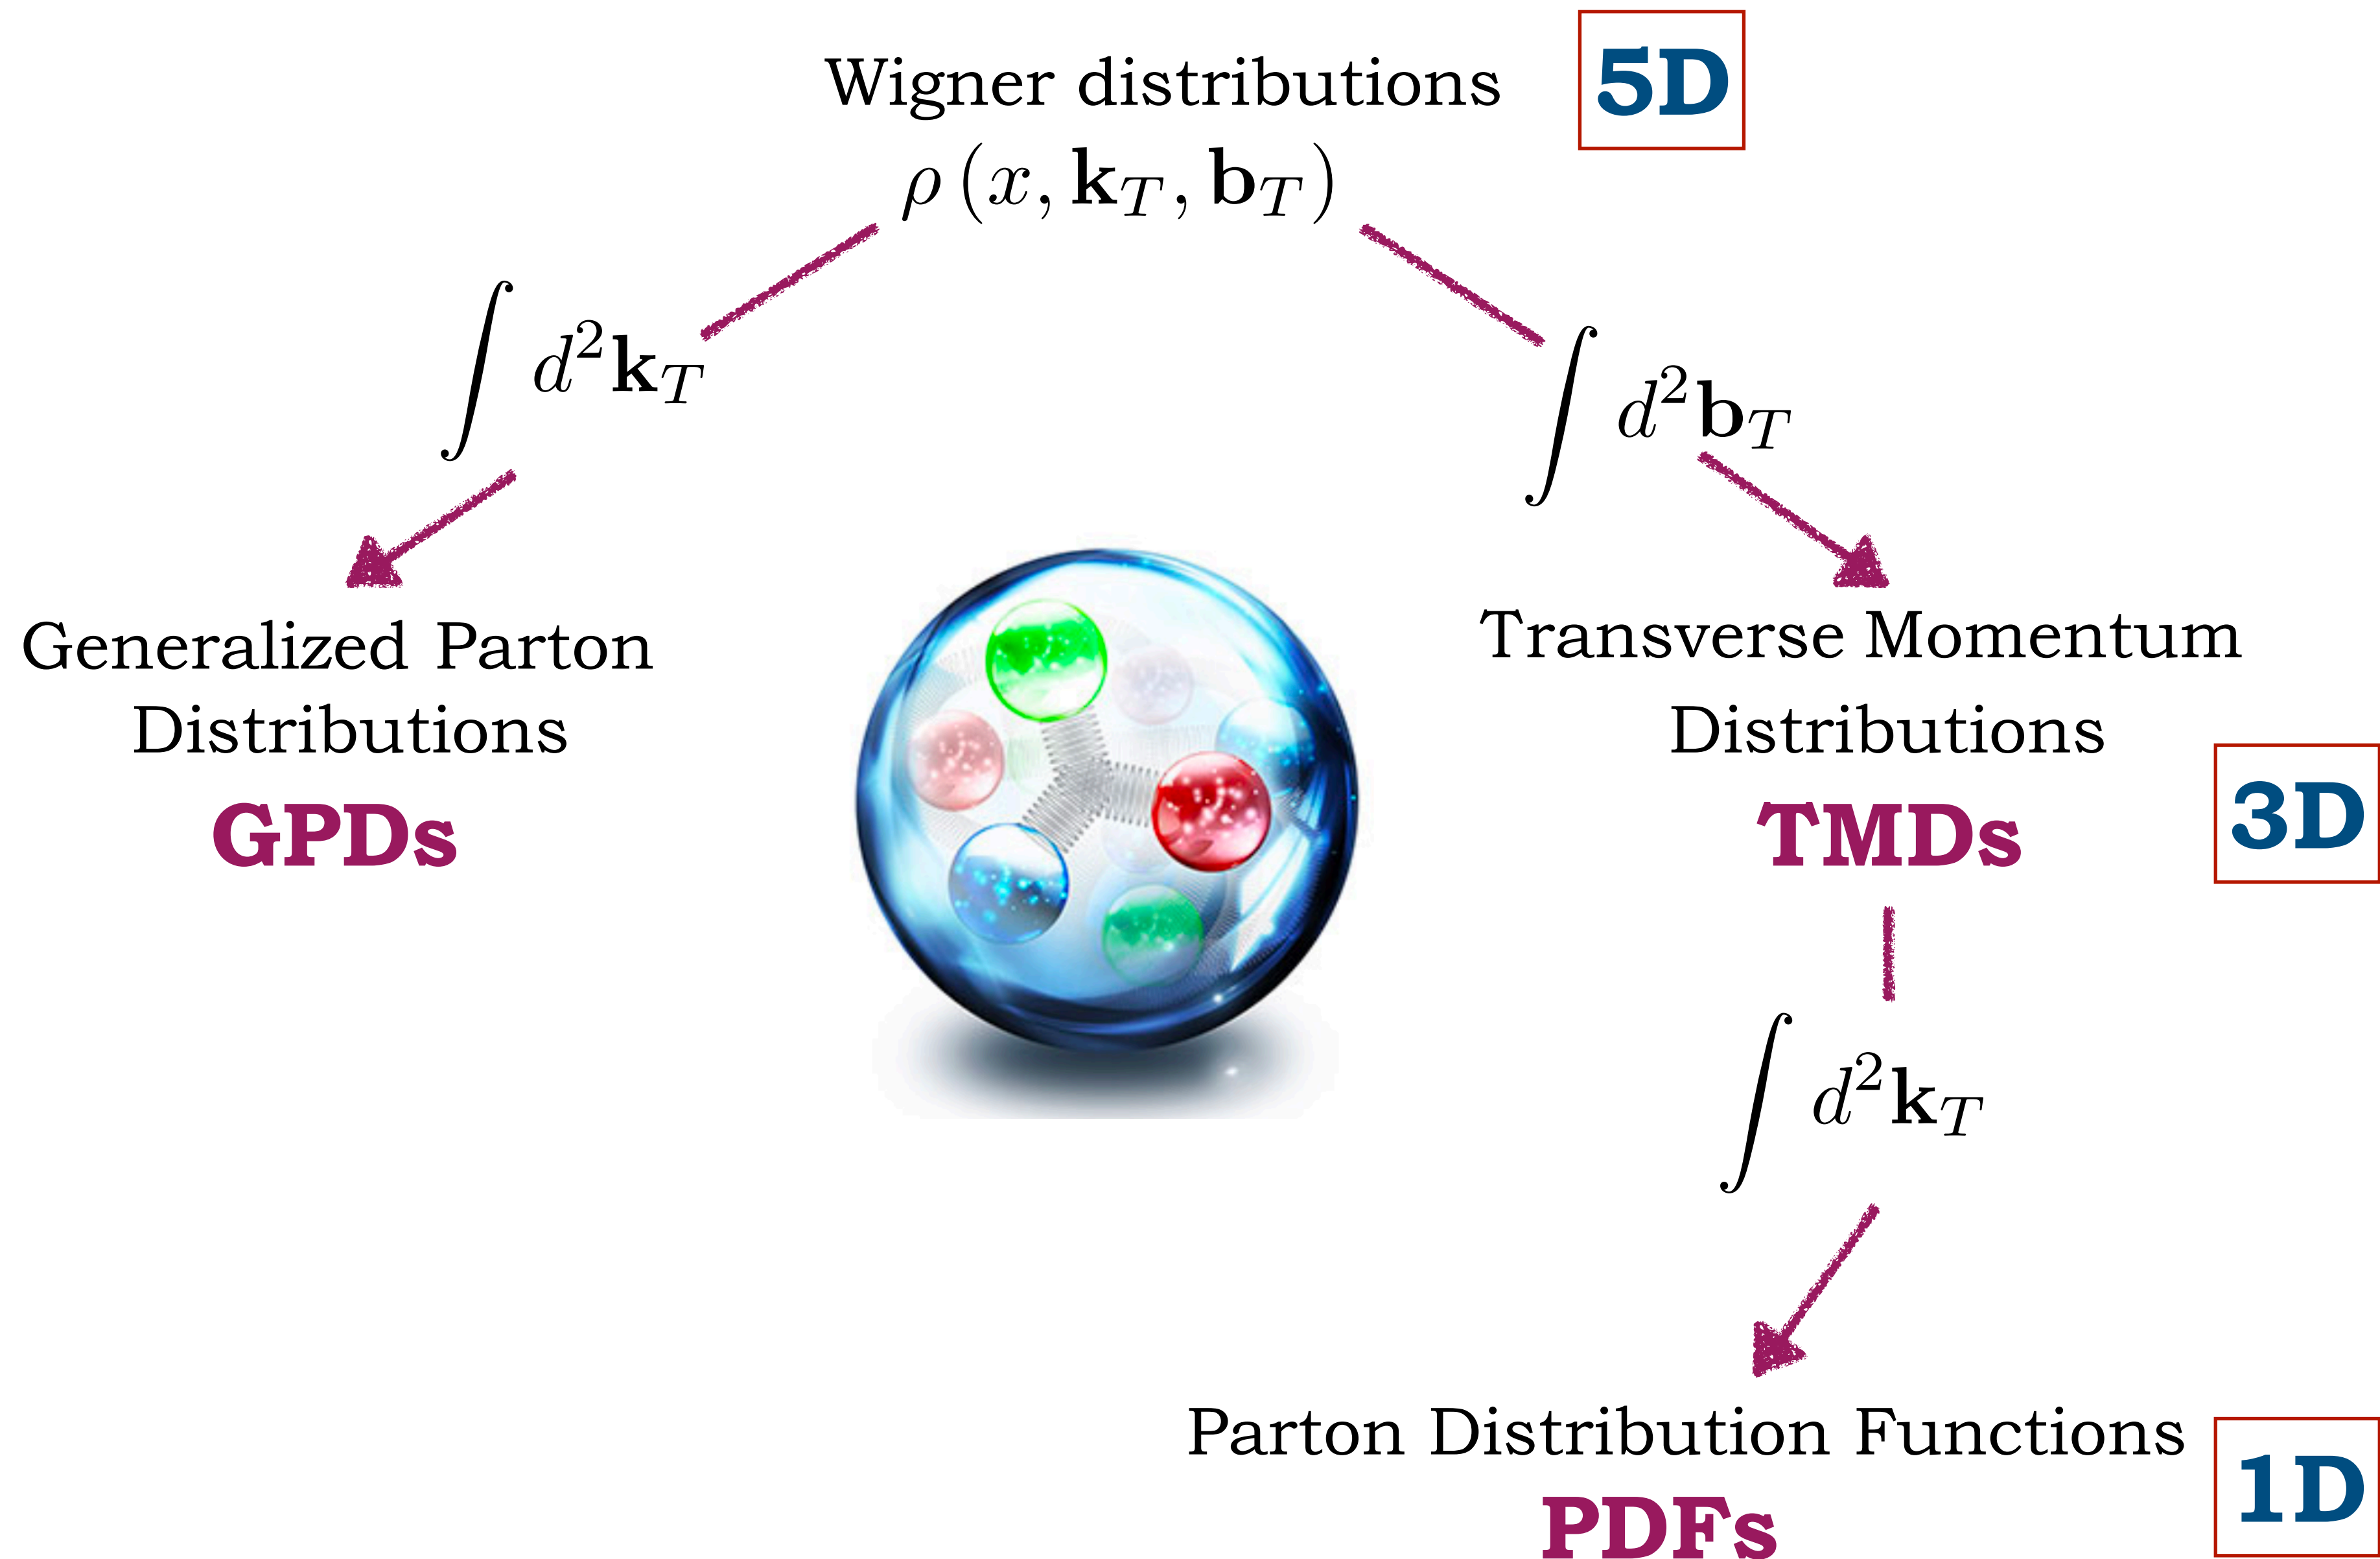 Wigner distributions
5D
ρ (x, k_T, b_T)
∫ d²k_T
∫ d²b_T
Generalized Parton
Distributions
GPDs
Transverse Momentum
Distributions
TMDs
3D
∫ d²k_T
Parton Distribution Functions
PDFs
1D